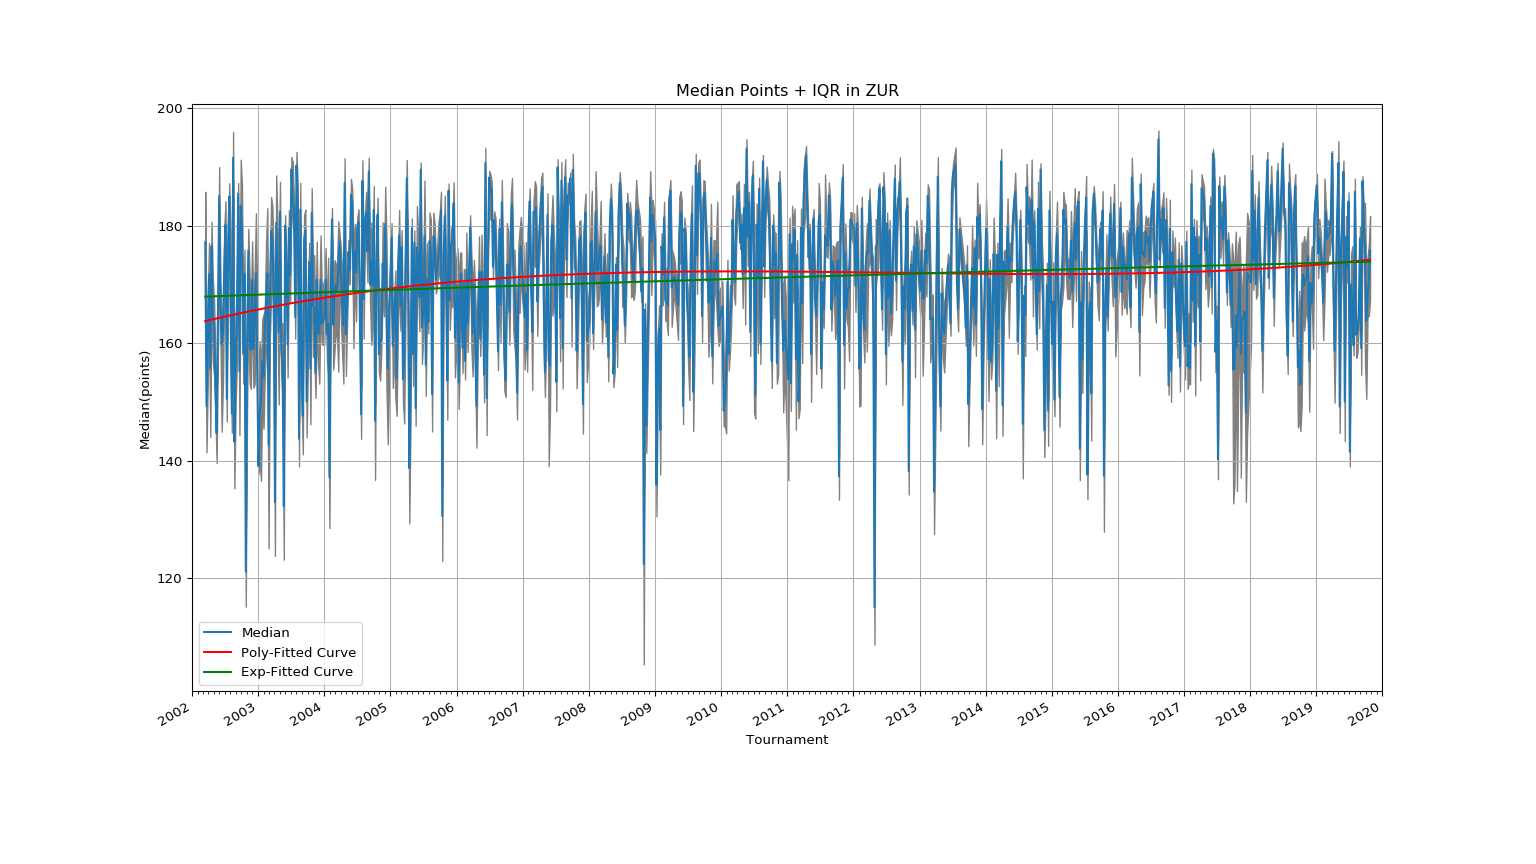 Median Points + IQR in ZUR
200
180
160
140
120
Median(points)
Median
Poly-Fitted Curve
Exp-Fitted Curve
2002 2003 2004 2005 2006 2007 2008 2009 2010 2011 2012 2013 2014 2015 2016 2017 2018 2019 2020
Tournament